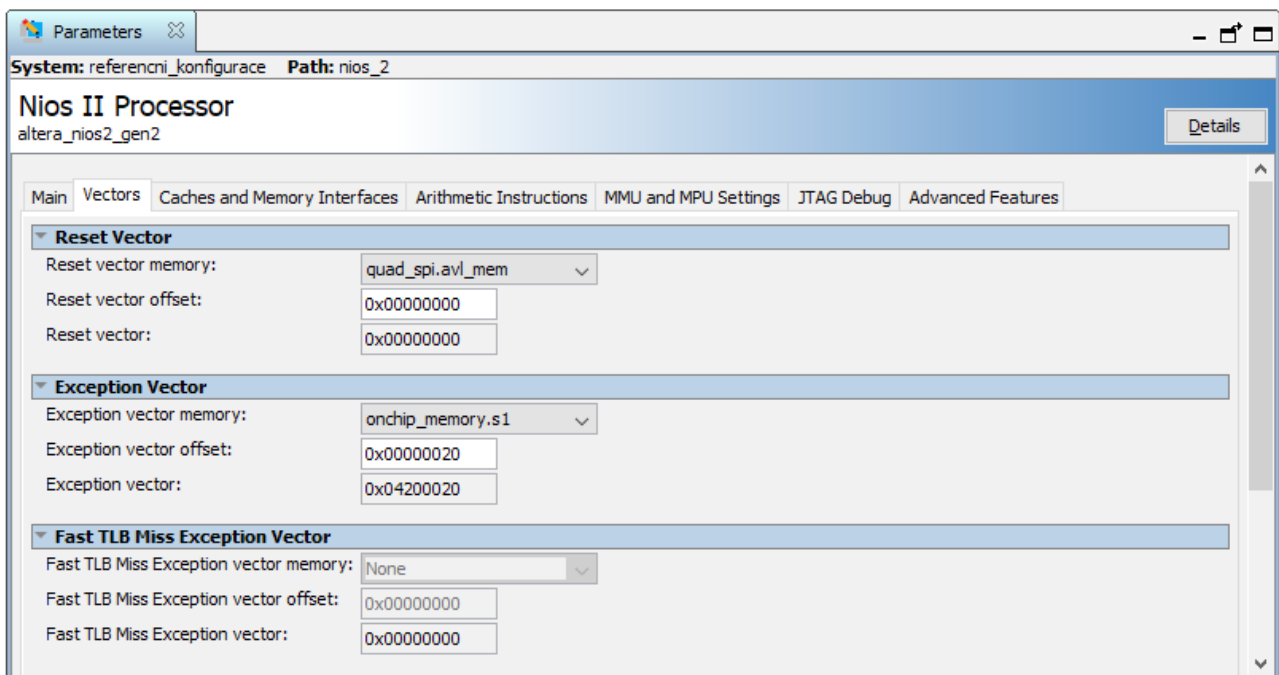 Parameters
System: referencni_konfigurace Path: nios_2
Nios II Processor
altera_nios2_gen2
Details
Main Vectors Caches and Memory Interfaces Arithmetic Instructions MMU and MPU Settings JTAG Debug Advanced Features
Reset Vector
Reset vector memory: quad_spi.avl_mem
Reset vector offset: 0x00000000
Reset vector: 0x00000000
Exception Vector
Exception vector memory: onchip_memory.s1
Exception vector offset: 0x00000020
Exception vector: 0x04200020
Fast TLB Miss Exception Vector
Fast TLB Miss Exception vector memory: None
Fast TLB Miss Exception vector offset: 0x00000000
Fast TLB Miss Exception vector: 0x00000000